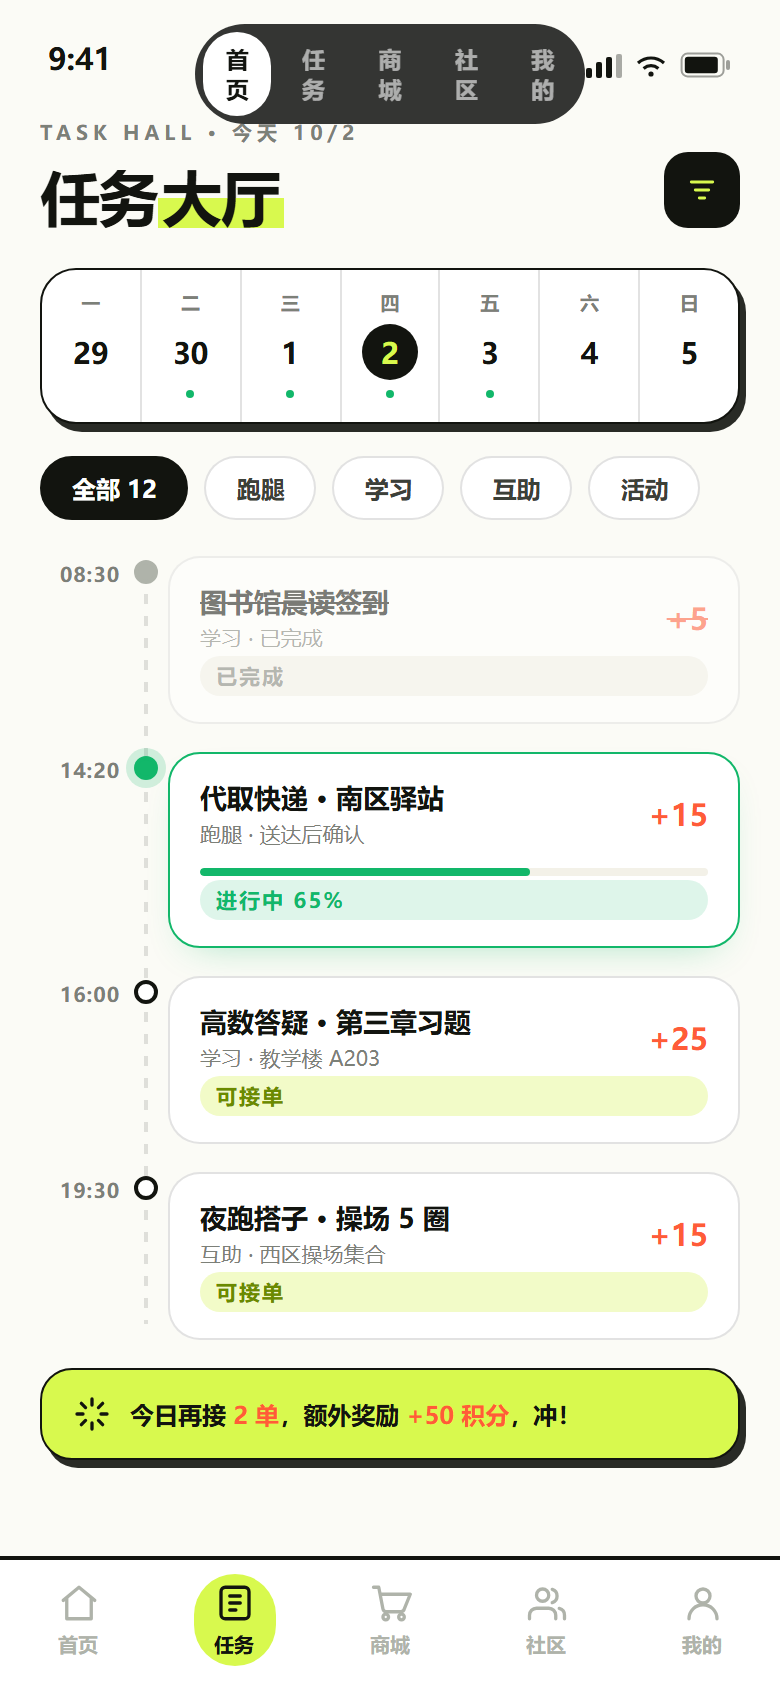 9:41
首页 任务 商城 社区 我的
TASK HALL • 今天 10/2
任务大厅
一 二 三 四 五 六 日
29 30 1 2 3 4 5
全部 12 跑腿 学习 互助 活动
08:30
图书馆晨读签到
+5
学习 · 已完成
已完成
14:20
代取快递 • 南区驿站
+15
跑腿 · 送达后确认
进行中 65%
16:00
高数答疑 • 第三章习题
+25
学习 · 教学楼 A203
可接单
19:30
夜跑搭子 • 操场 5 圈
+15
互助 · 西区操场集合
可接单
今日再接 2 单，额外奖励 +50 积分，冲！
首页 任务 商城 社区 我的